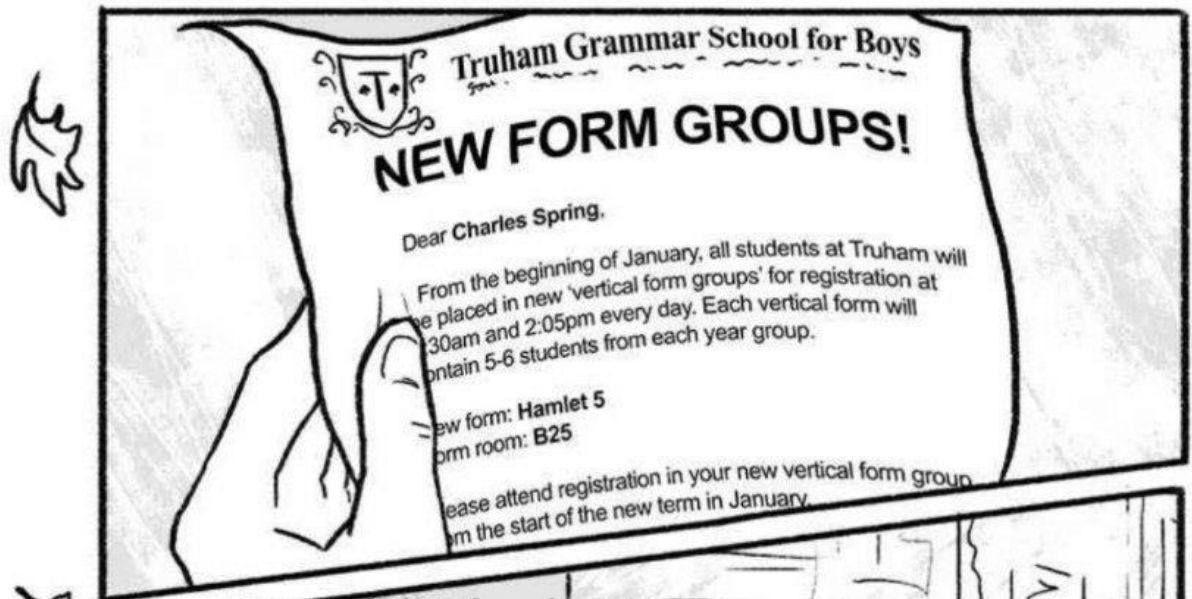 T
Truham Grammar School for Boys
NEW FORM GROUPS!
Dear Charles Spring,
From the beginning of January, all students at Truham will
e placed in new 'vertical form groups' for registration at
30am and 2:05pm every day. Each vertical form will
ontain 5-6 students from each year group.
ew form: Hamlet 5
orm room: B25
ease attend registration in your new vertical form group
om the start of the new term in January.